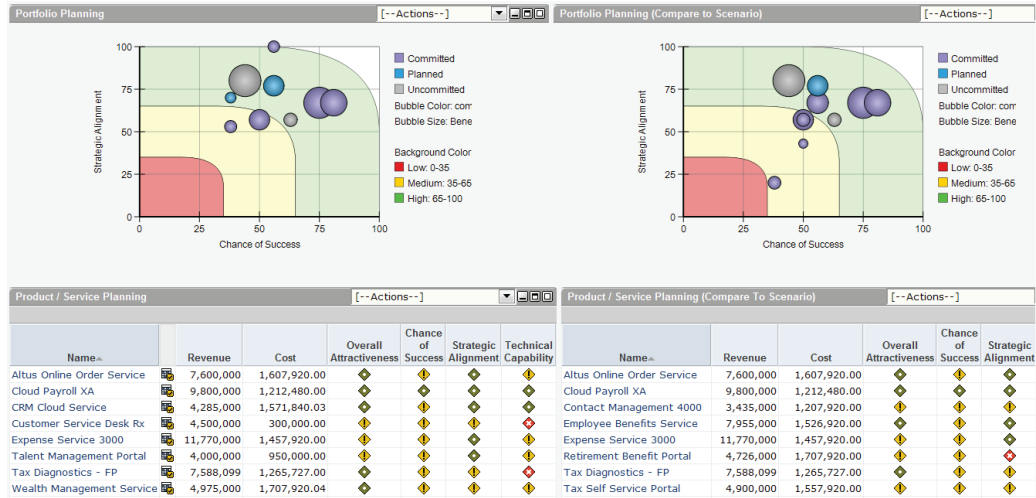 Portfolio Planning
[--Actions--]
Portfolio Planning (Compare to Scenario)
[--Actions--]
Strategic Alignment
100
75
50
25
0
0
25
50
75
100
Chance of Success
Committed
Planned
Uncommitted
Bubble Color: com
Bubble Size: Bene
Background Color
Low: 0-35
Medium: 35-65
High: 65-100
Strategic Alignment
100
75
50
25
0
0
25
50
75
100
Chance of Success
Committed
Planned
Uncommitted
Bubble Color: com
Bubble Size: Bene
Background Color
Low: 0-35
Medium: 35-65
High: 65-100
Product / Service Planning
[--Actions--]
Name Revenue Cost Overall Attractiveness Chance of Success Strategic Alignment Technical Capability
Altus Online Order Service 7,600,000 1,607,920.00
Cloud Payroll XA 9,800,000 1,212,480.00
CRM Cloud Service 4,285,000 1,571,840.03
Customer Service Desk Rx 4,500,000 300,000.00
Expense Service 3000 11,770,000 1,457,920.00
Talent Management Portal 4,000,000 950,000.00
Tax Diagnostics - FP 7,588,099 1,265,727.00
Wealth Management Service 4,975,000 1,707,920.04
Product / Service Planning (Compare To Scenario)
[--Actions--]
Name Revenue Cost Overall Attractiveness Chance of Success Strategic Alignment
Altus Online Order Service 7,600,000 1,607,920.00
Cloud Payroll XA 9,800,000 1,212,480.00
Contact Management 4000 3,435,000 1,207,920.00
Employee Benefits Service 7,955,000 1,526,920.00
Expense Service 3000 11,770,000 1,457,920.00
Retirement Benefit Portal 4,726,000 1,707,920.00
Tax Diagnostics - FP 7,588,099 1,265,727.00
Tax Self Service Portal 4,900,000 1,557,920.00